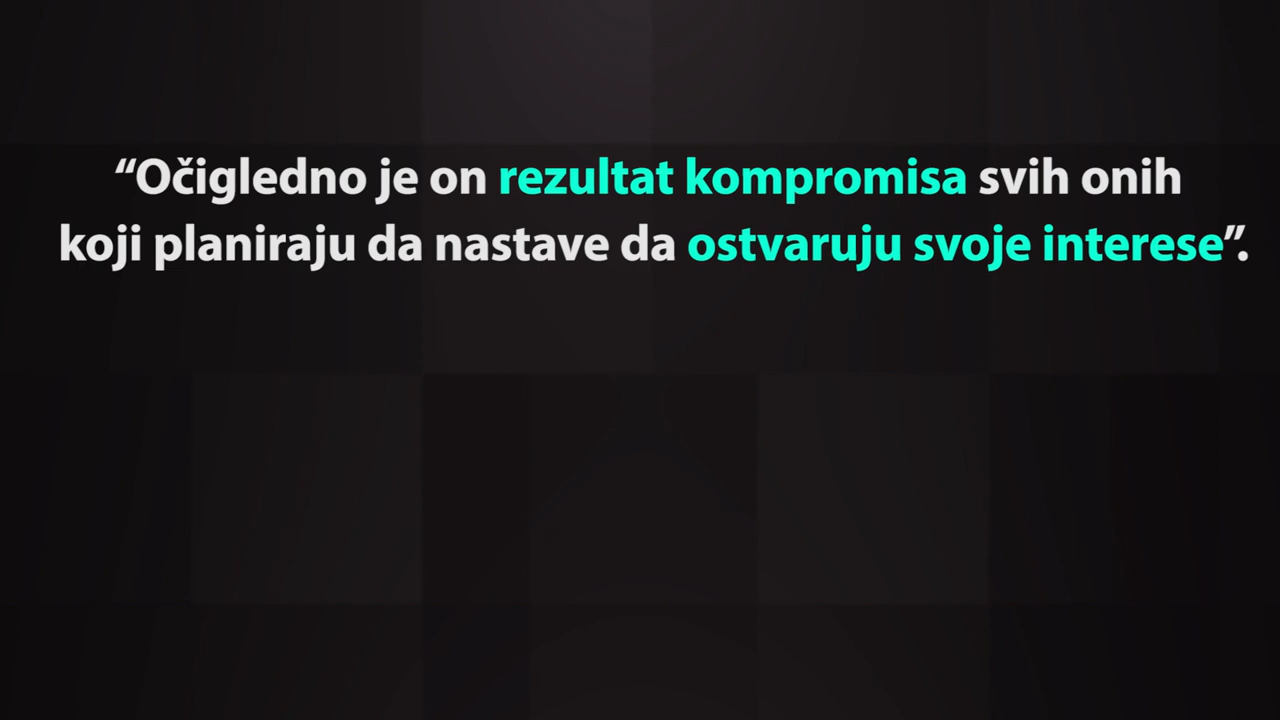 “Očigledno je on rezultat kompromisa svih onih
koji planiraju da nastave da ostvaruju svoje interese”.